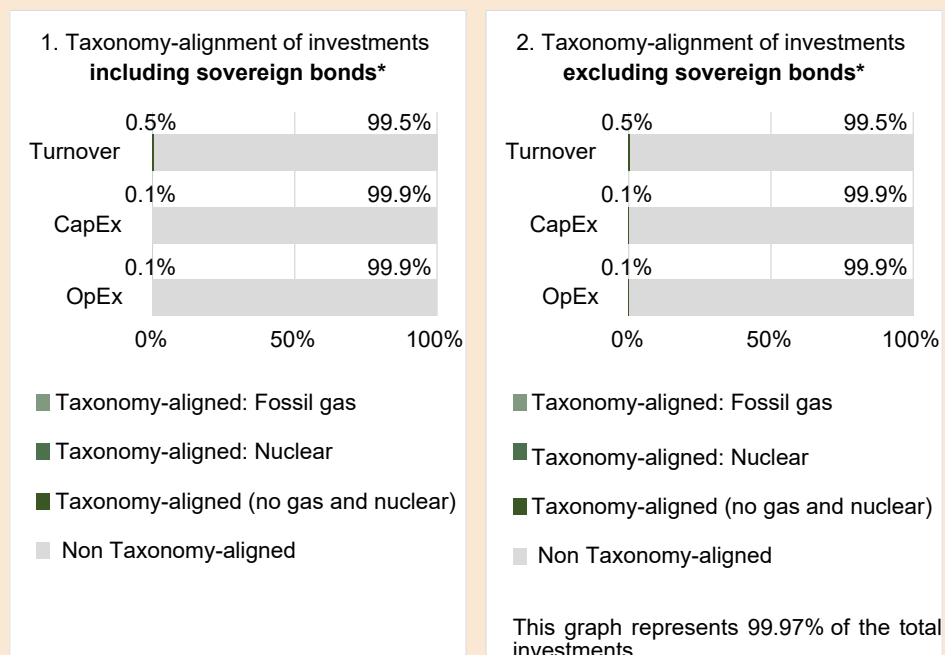 1. Taxonomy-alignment of investments
including sovereign bonds*
0.5% 99.5%
Turnover
0.1% 99.9%
CapEx
0.1% 99.9%
OpEx
0% 50% 100%
Taxonomy-aligned: Fossil gas
Taxonomy-aligned: Nuclear
Taxonomy-aligned (no gas and nuclear)
Non Taxonomy-aligned
2. Taxonomy-alignment of investments
excluding sovereign bonds*
0.5% 99.5%
Turnover
0.1% 99.9%
CapEx
0.1% 99.9%
OpEx
0% 50% 100%
Taxonomy-aligned: Fossil gas
Taxonomy-aligned: Nuclear
Taxonomy-aligned (no gas and nuclear)
Non Taxonomy-aligned
This graph represents 99.97% of the total
investments